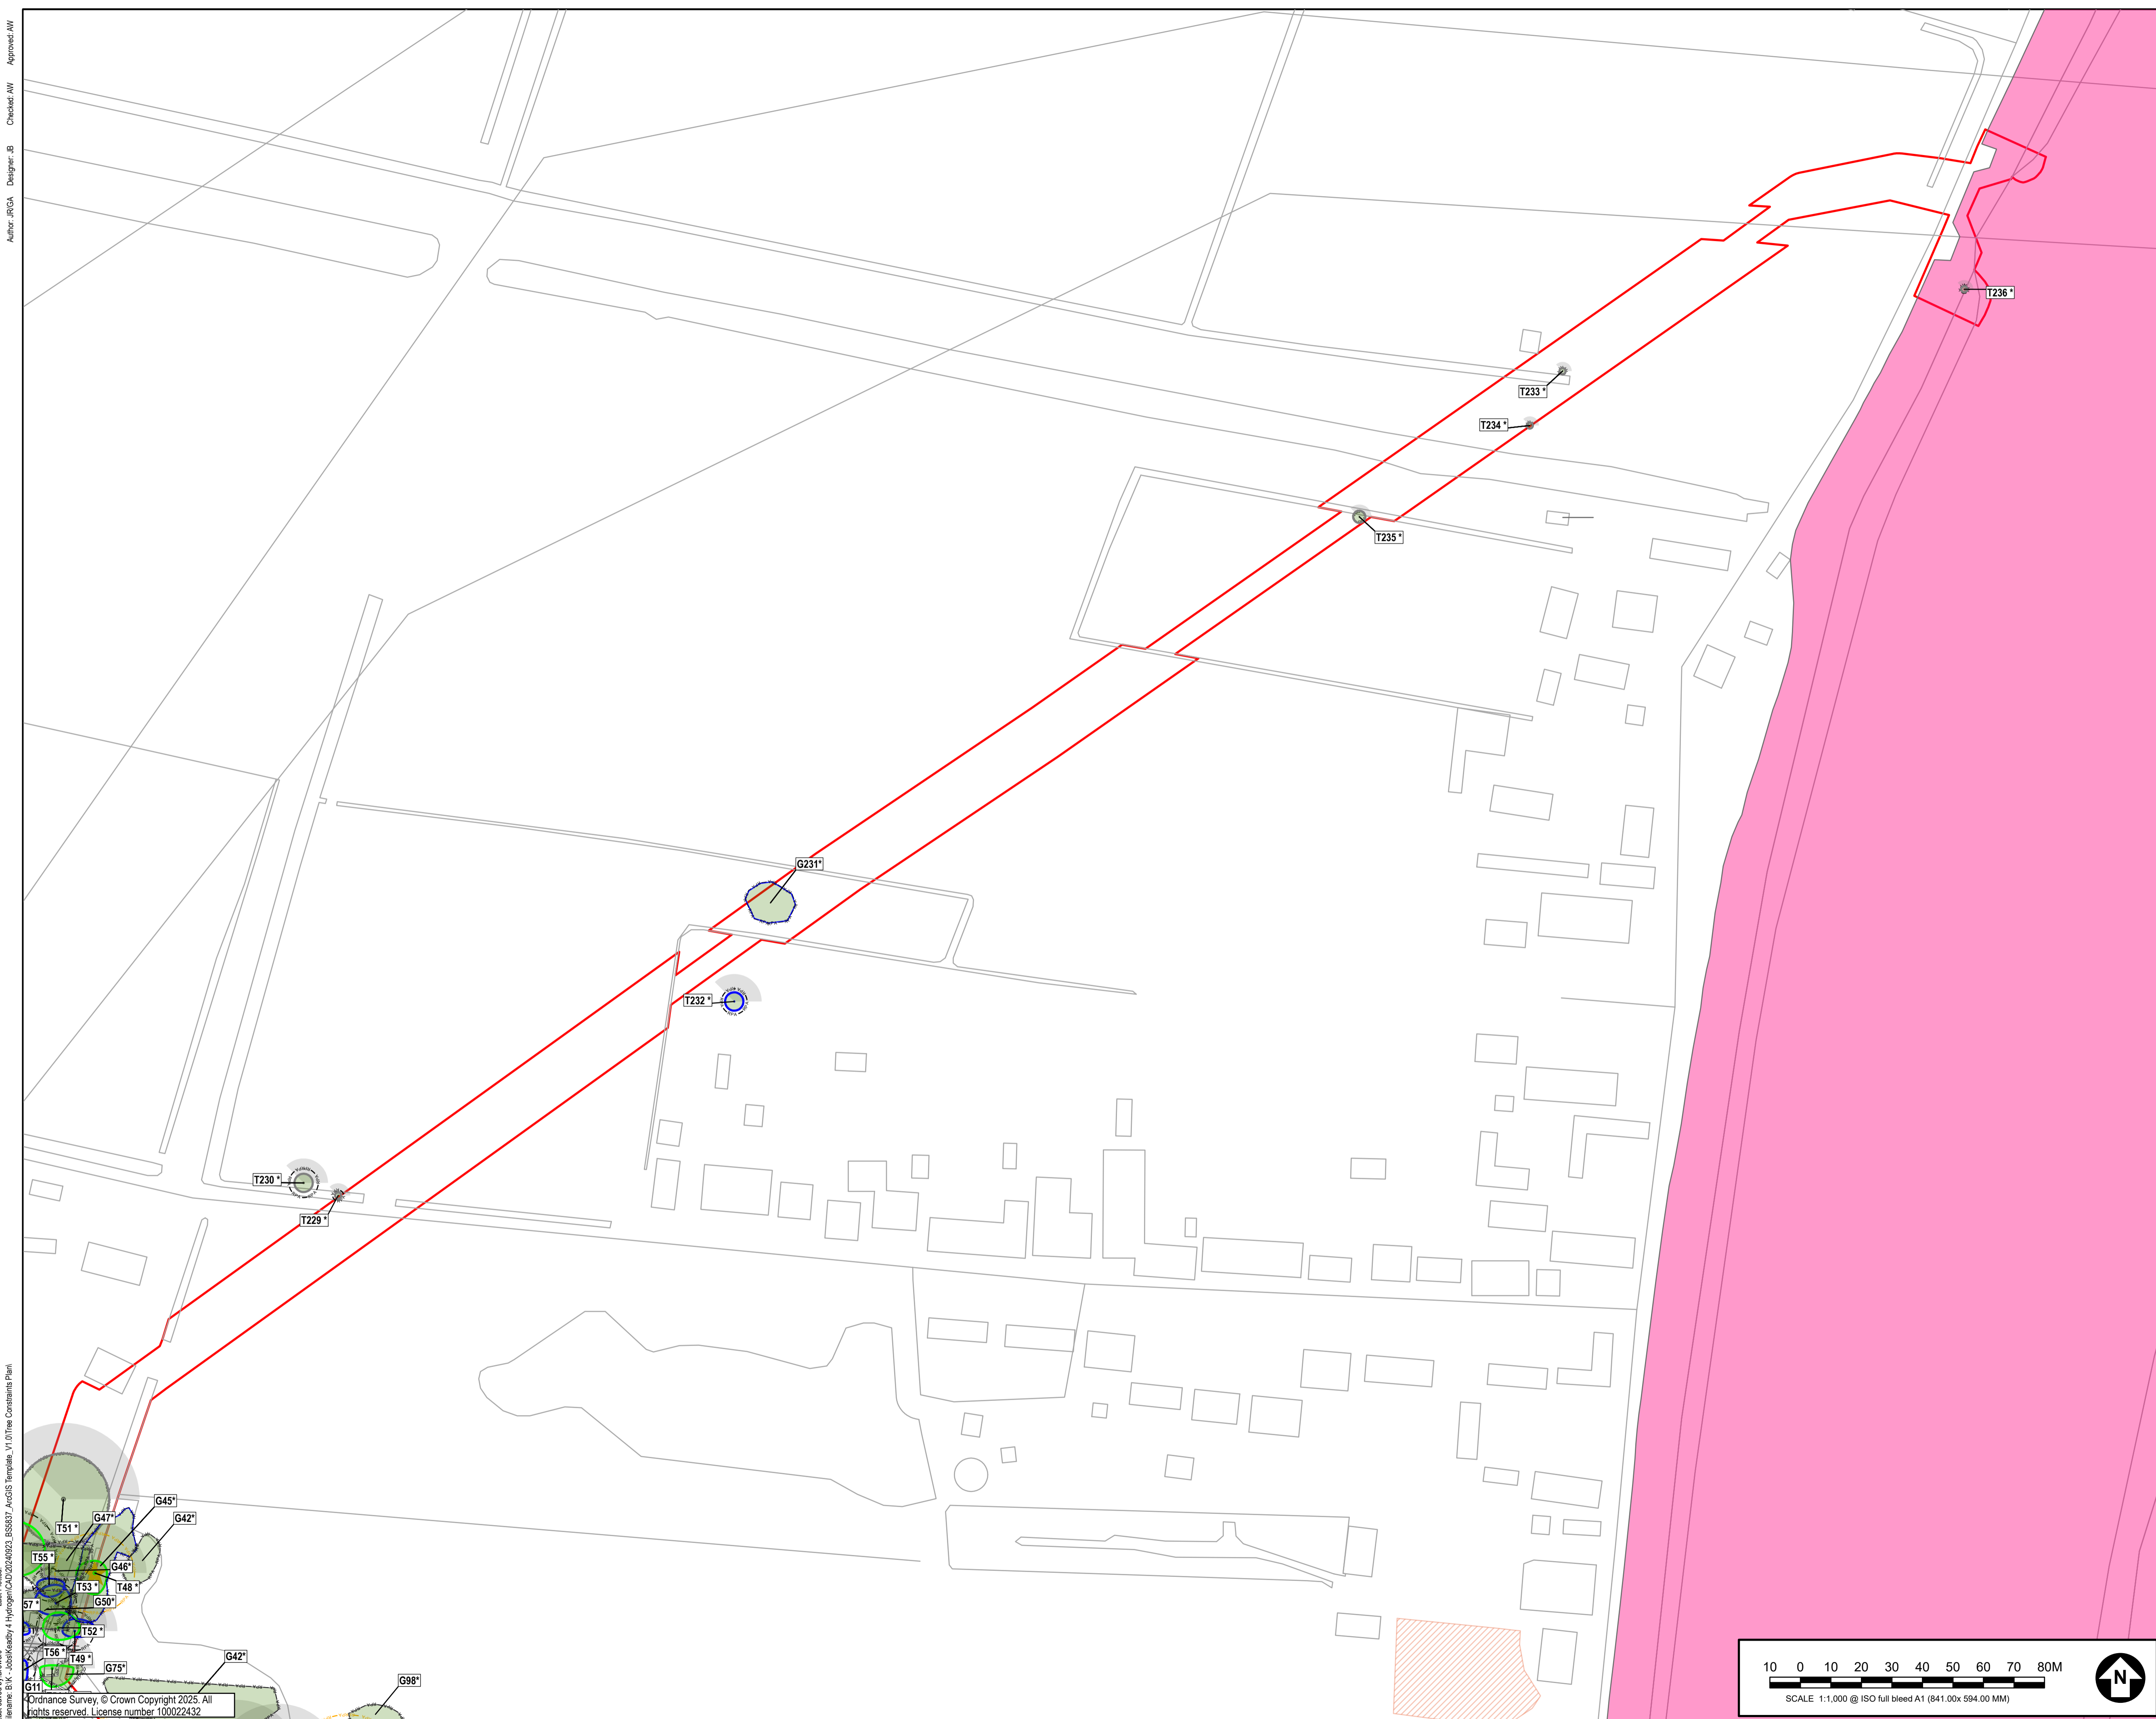 Author: JR/GA Designer: JB Checked: AW Approved: AW
T236 *
T233 *
T234 *
T235 *
G231*
T232 *
T230 *
T229 *
G45*
G47*
G42*
T51 *
T55 *
G46*
T53 *
T48 *
57 *
G50*
T52 *
T56 *
T49 *
G75*
G42*
G11
G98*
Ordnance Survey, © Crown Copyright 2025. All
rights reserved. License number 100022432
10 0 10 20 30 40 50 60 70 80M
SCALE 1:1,000 @ ISO full bleed A1 (841.00x 594.00 MM)
N